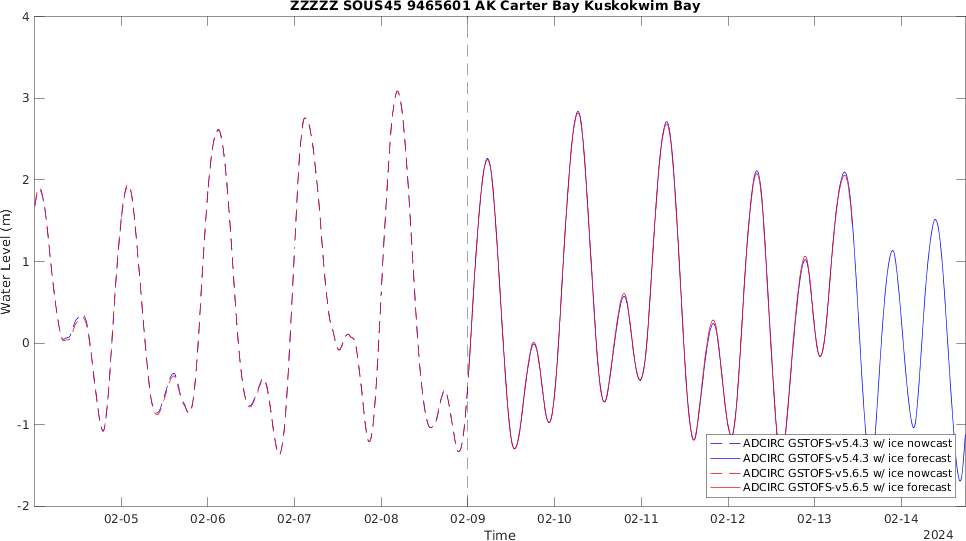 ZZZZZ SOUS45 9465601 AK Carter Bay Kuskokwim Bay
Water Level (m)
4
3
2
1
0
-1
-2
02-05
02-06
02-07
02-08
02-09
02-10
02-11
02-12
02-13
02-14
Time
2024
ADCIRC GSTOFS-v5.4.3 w/ ice nowcast
ADCIRC GSTOFS-v5.4.3 w/ ice forecast
ADCIRC GSTOFS-v5.6.5 w/ ice nowcast
ADCIRC GSTOFS-v5.6.5 w/ ice forecast